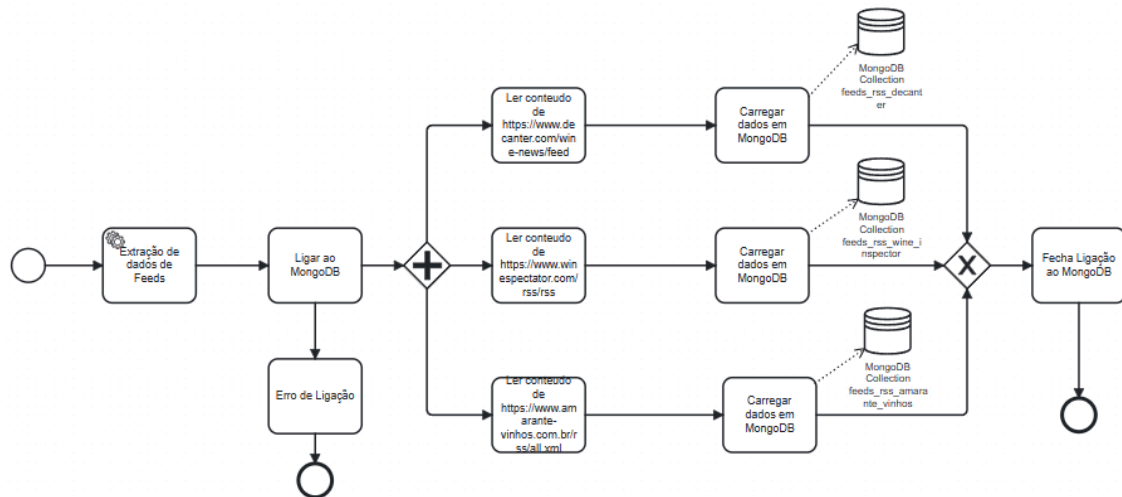 MongoDB
Collection
feeds_rss_decant
er
Ler conteudo
de
https://www.de
canter.com/win
e-news/feed
Carregar
dados em
MongoDB
MongoDB
Collection
feeds_rss_wine_i
nspector
Extração de
dados de
Feeds
Ligar ao
MongoDB
Ler conteudo
de
https://www.win
espectator.com/
rss/rss
Carregar
dados em
MongoDB
Fecha Ligação
ao MongoDB
MongoDB
Collection
feeds_rss_amara
nte_vinhos
Erro de Ligação
Ler conteudo
de
https://www.am
arante-
vinhos.com.br/r
ss/all.xml
Carregar
dados em
MongoDB